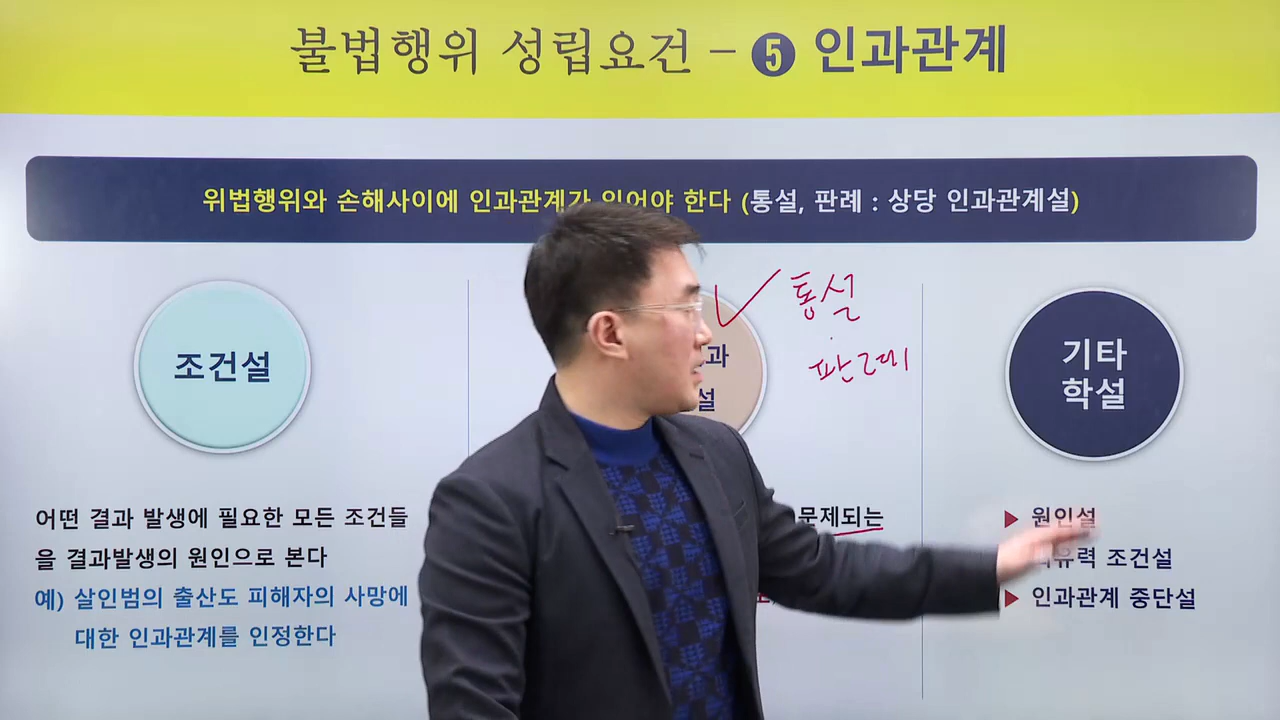 불법행위 성립요건 - ❺ 인과관계
위법행위와 손해사이에 인과관계가 있어야 한다 (통설, 판례 : 상당 인과관계설)
조건설
어떤 결과 발생에 필요한 모든 조건들
을 결과발생의 원인으로 본다
예) 살인범의 출산도 피해자의 사망에
대한 인과관계를 인정한다
통설
판례
과
설
문제되는
기타
학설
▶ 원인설
조건설
▶ 인과관계 중단설